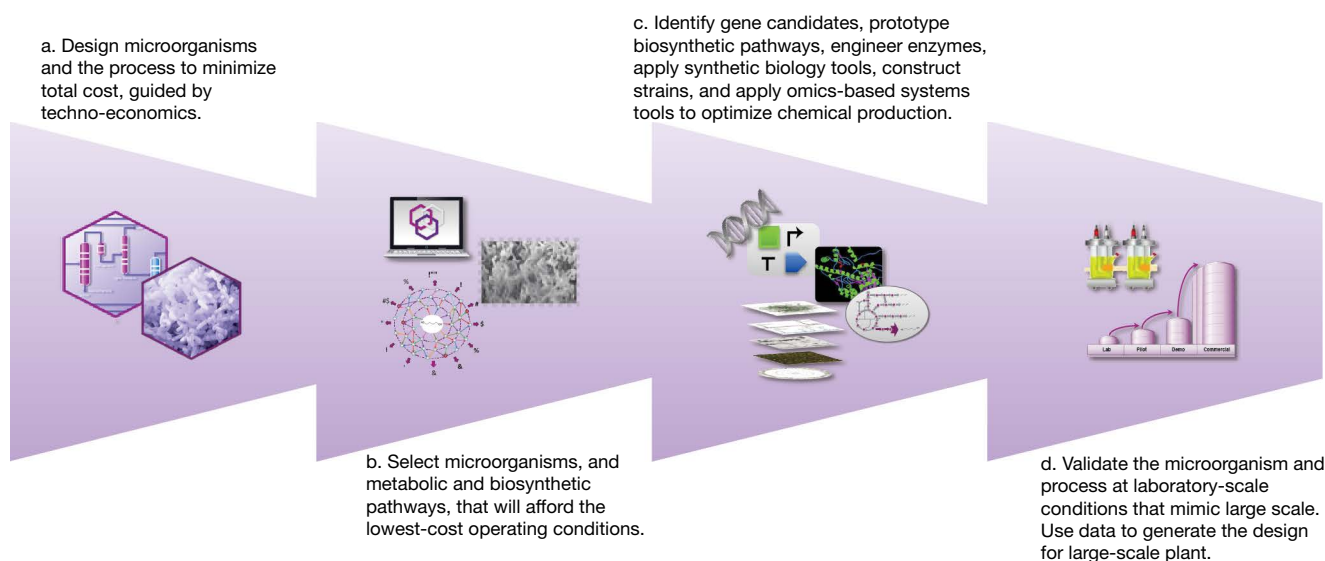 a. Design microorganisms
and the process to minimize
total cost, guided by
techno-economics.
c. Identify gene candidates, prototype
biosynthetic pathways, engineer enzymes,
apply synthetic biology tools, construct
strains, and apply omics-based systems
tools to optimize chemical production.
T
Lab Pilot Demo Commercial
b. Select microorganisms, and
metabolic and biosynthetic
pathways, that will afford the
lowest-cost operating conditions.
d. Validate the microorganism and
process at laboratory-scale
conditions that mimic large scale.
Use data to generate the design
for large-scale plant.